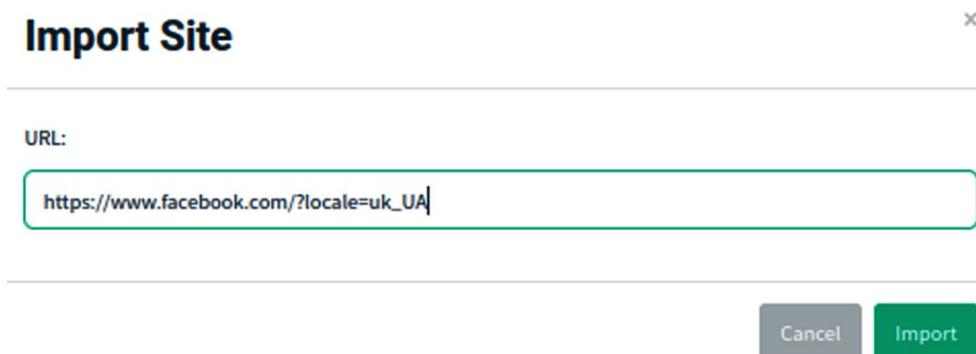 Import Site
×
URL:
https://www.facebook.com/?locale=uk_UA
Cancel Import